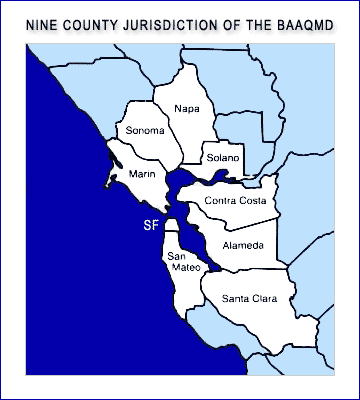 NINE COUNTY JURISDICTION OF THE BAAQMD
Napa
Sonoma
Solano
Marin
Contra Costa
SF
Alameda
San
Mateo
Santa Clara